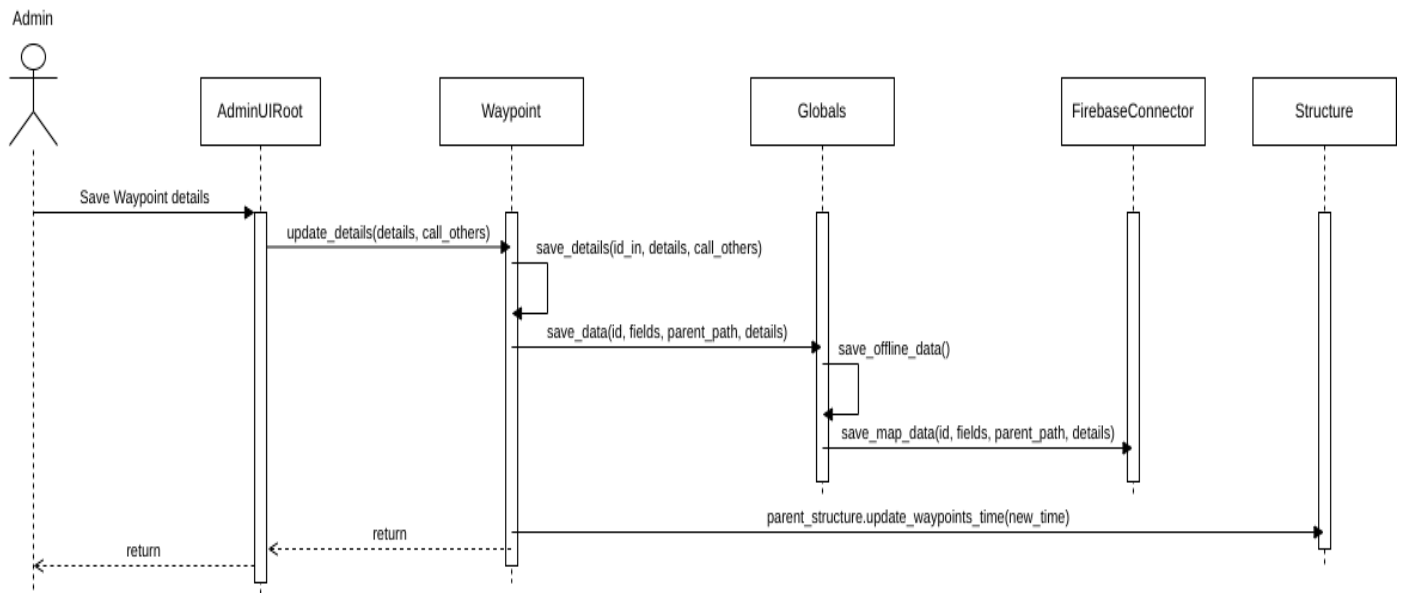 Admin
AdminUIRoot
Waypoint
Globals
FirebaseConnector
Structure
Save Waypoint details
update_details(details, call_others)
save_details(id_in, details, call_others)
save_data(id, fields, parent_path, details)
save_offline_data()
save_map_data(id, fields, parent_path, details)
parent_structure.update_waypoints_time(new_time)
return
return